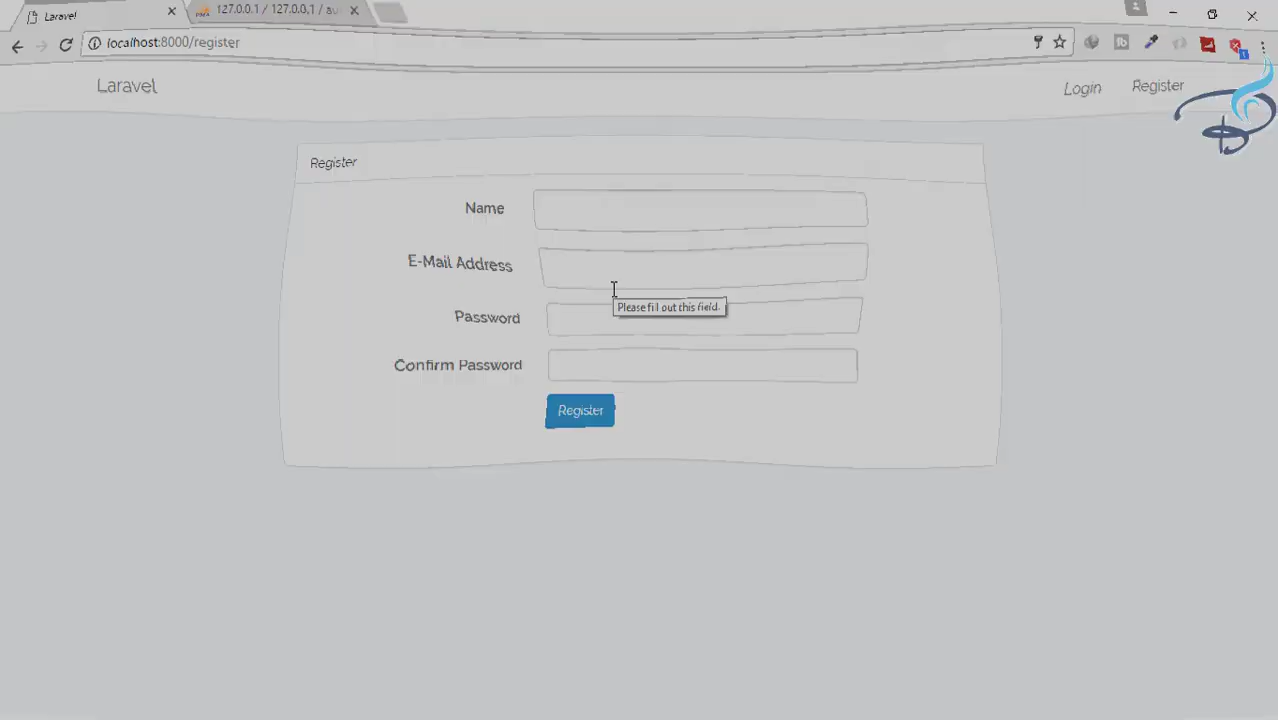 Laravel
127.0.0.1 / 127.0.0.1 / au
localhost:8000/register
Laravel
Login
Register
Register
Name
E-Mail Address
Please fill out this field.
Password
Confirm Password
Register